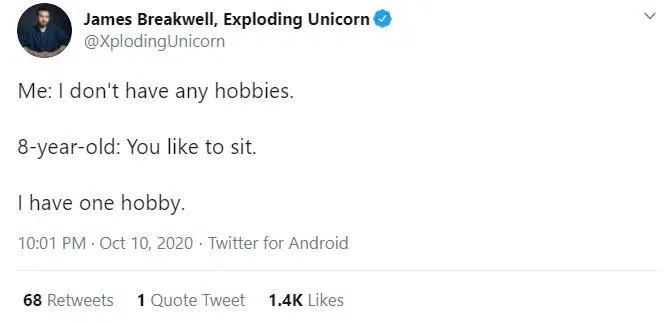 James Breakwell, Exploding Unicorn
@XplodingUnicorn
Me: I don't have any hobbies.
8-year-old: You like to sit.
I have one hobby.
10:01 PM · Oct 10, 2020 · Twitter for Android
68 Retweets 1 Quote Tweet 1.4K Likes